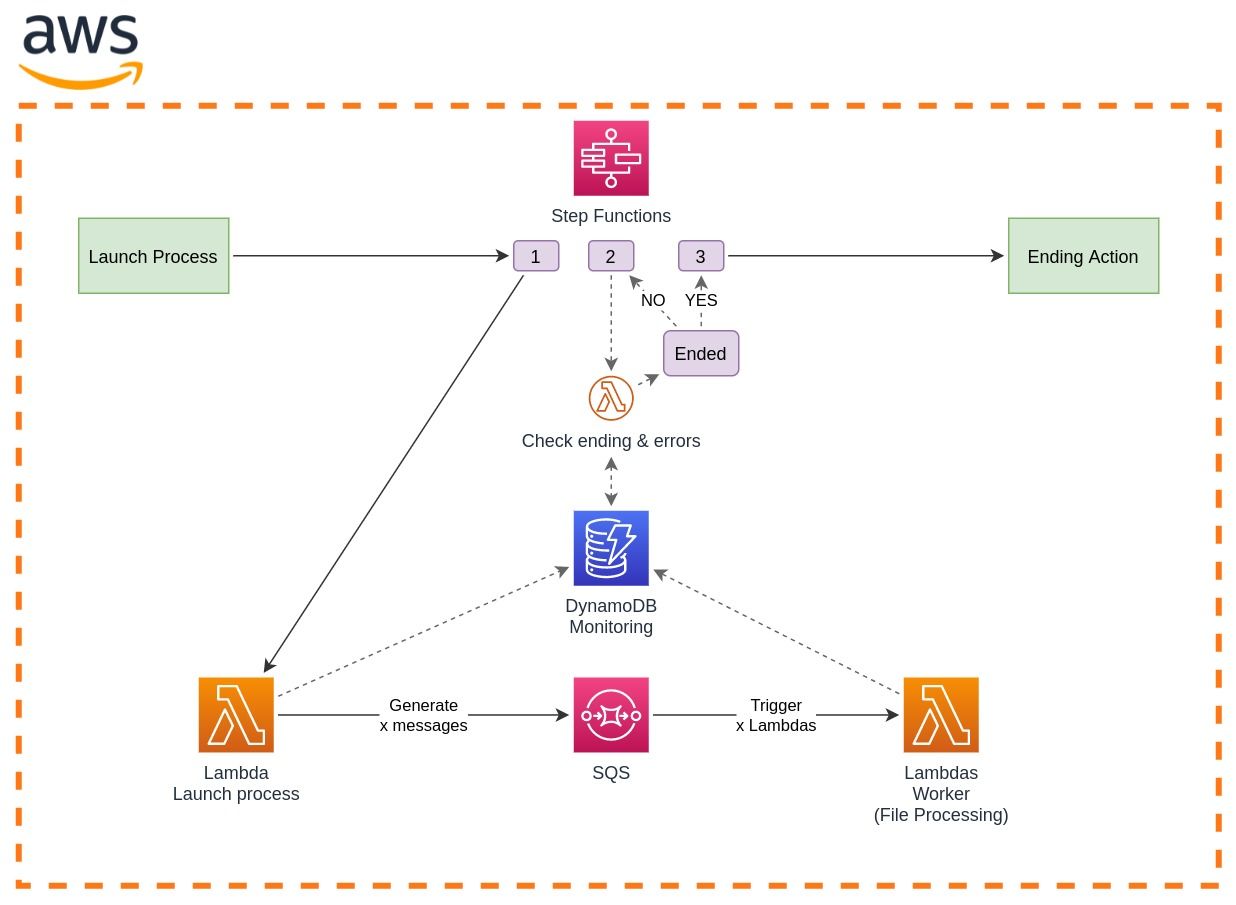 aws
Step Functions
Launch Process
1
2
3
Ending Action
NO
YES
Ended
Check ending & errors
DynamoDB
Monitoring
Generate
x messages
Trigger
x Lambdas
Lambda
Launch process
SQS
Lambdas
Worker
(File Processing)